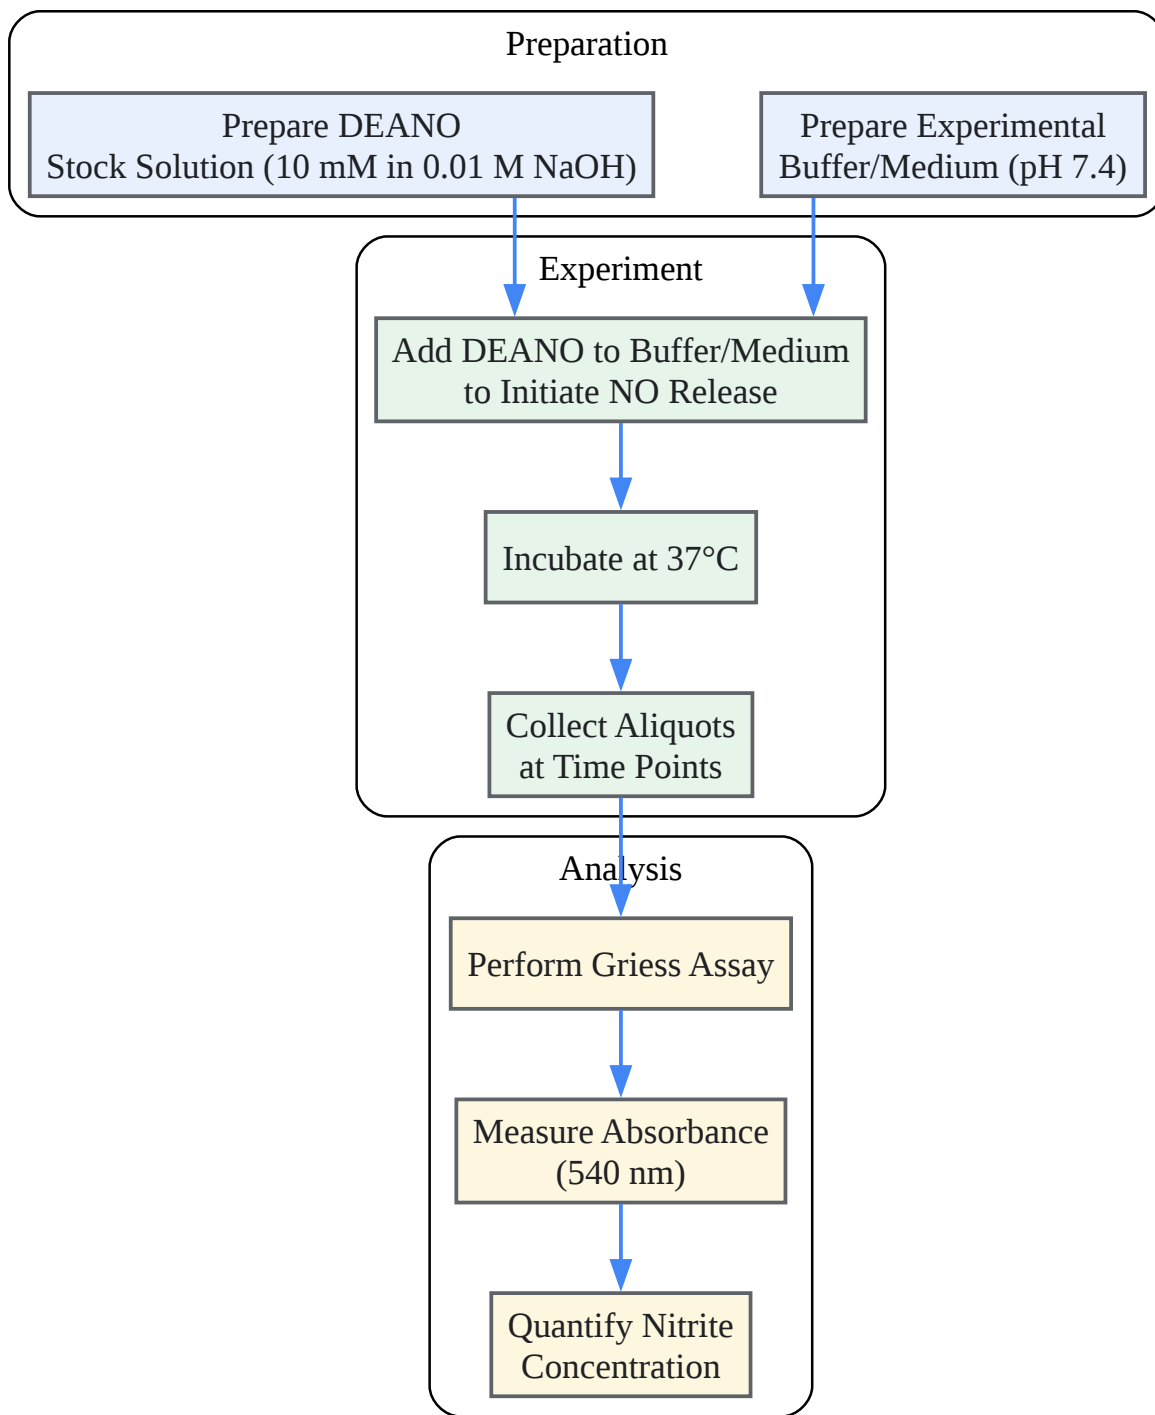 Preparation
Prepare DEANO
Stock Solution (10 mM in 0.01 M NaOH)
Prepare Experimental
Buffer/Medium (pH 7.4)
Experiment
Add DEANO to Buffer/Medium
to Initiate NO Release
Incubate at 37°C
Collect Aliquots
at Time Points
Analysis
Perform Griess Assay
Measure Absorbance
(540 nm)
Quantify Nitrite
Concentration